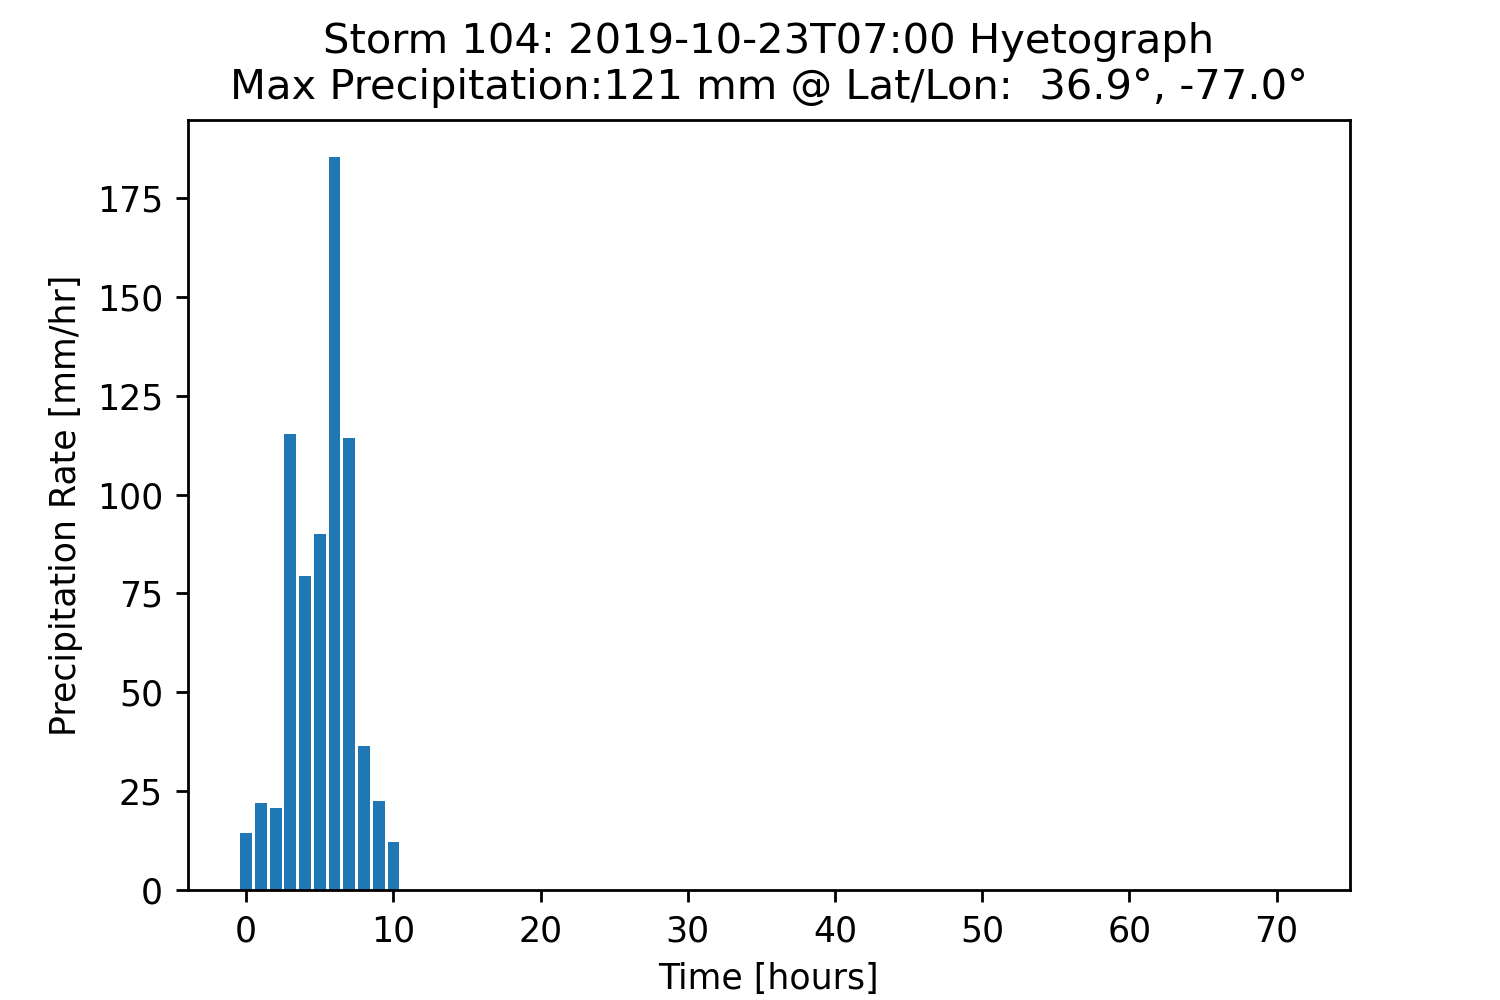 Storm 104: 2019-10-23T07:00 Hyetograph
Max Precipitation:121 mm @ Lat/Lon:  36.9°, -77.0°
Precipitation Rate [mm/hr]
175
150
125
100
75
50
25
0
0 10 20 30 40 50 60 70
Time [hours]